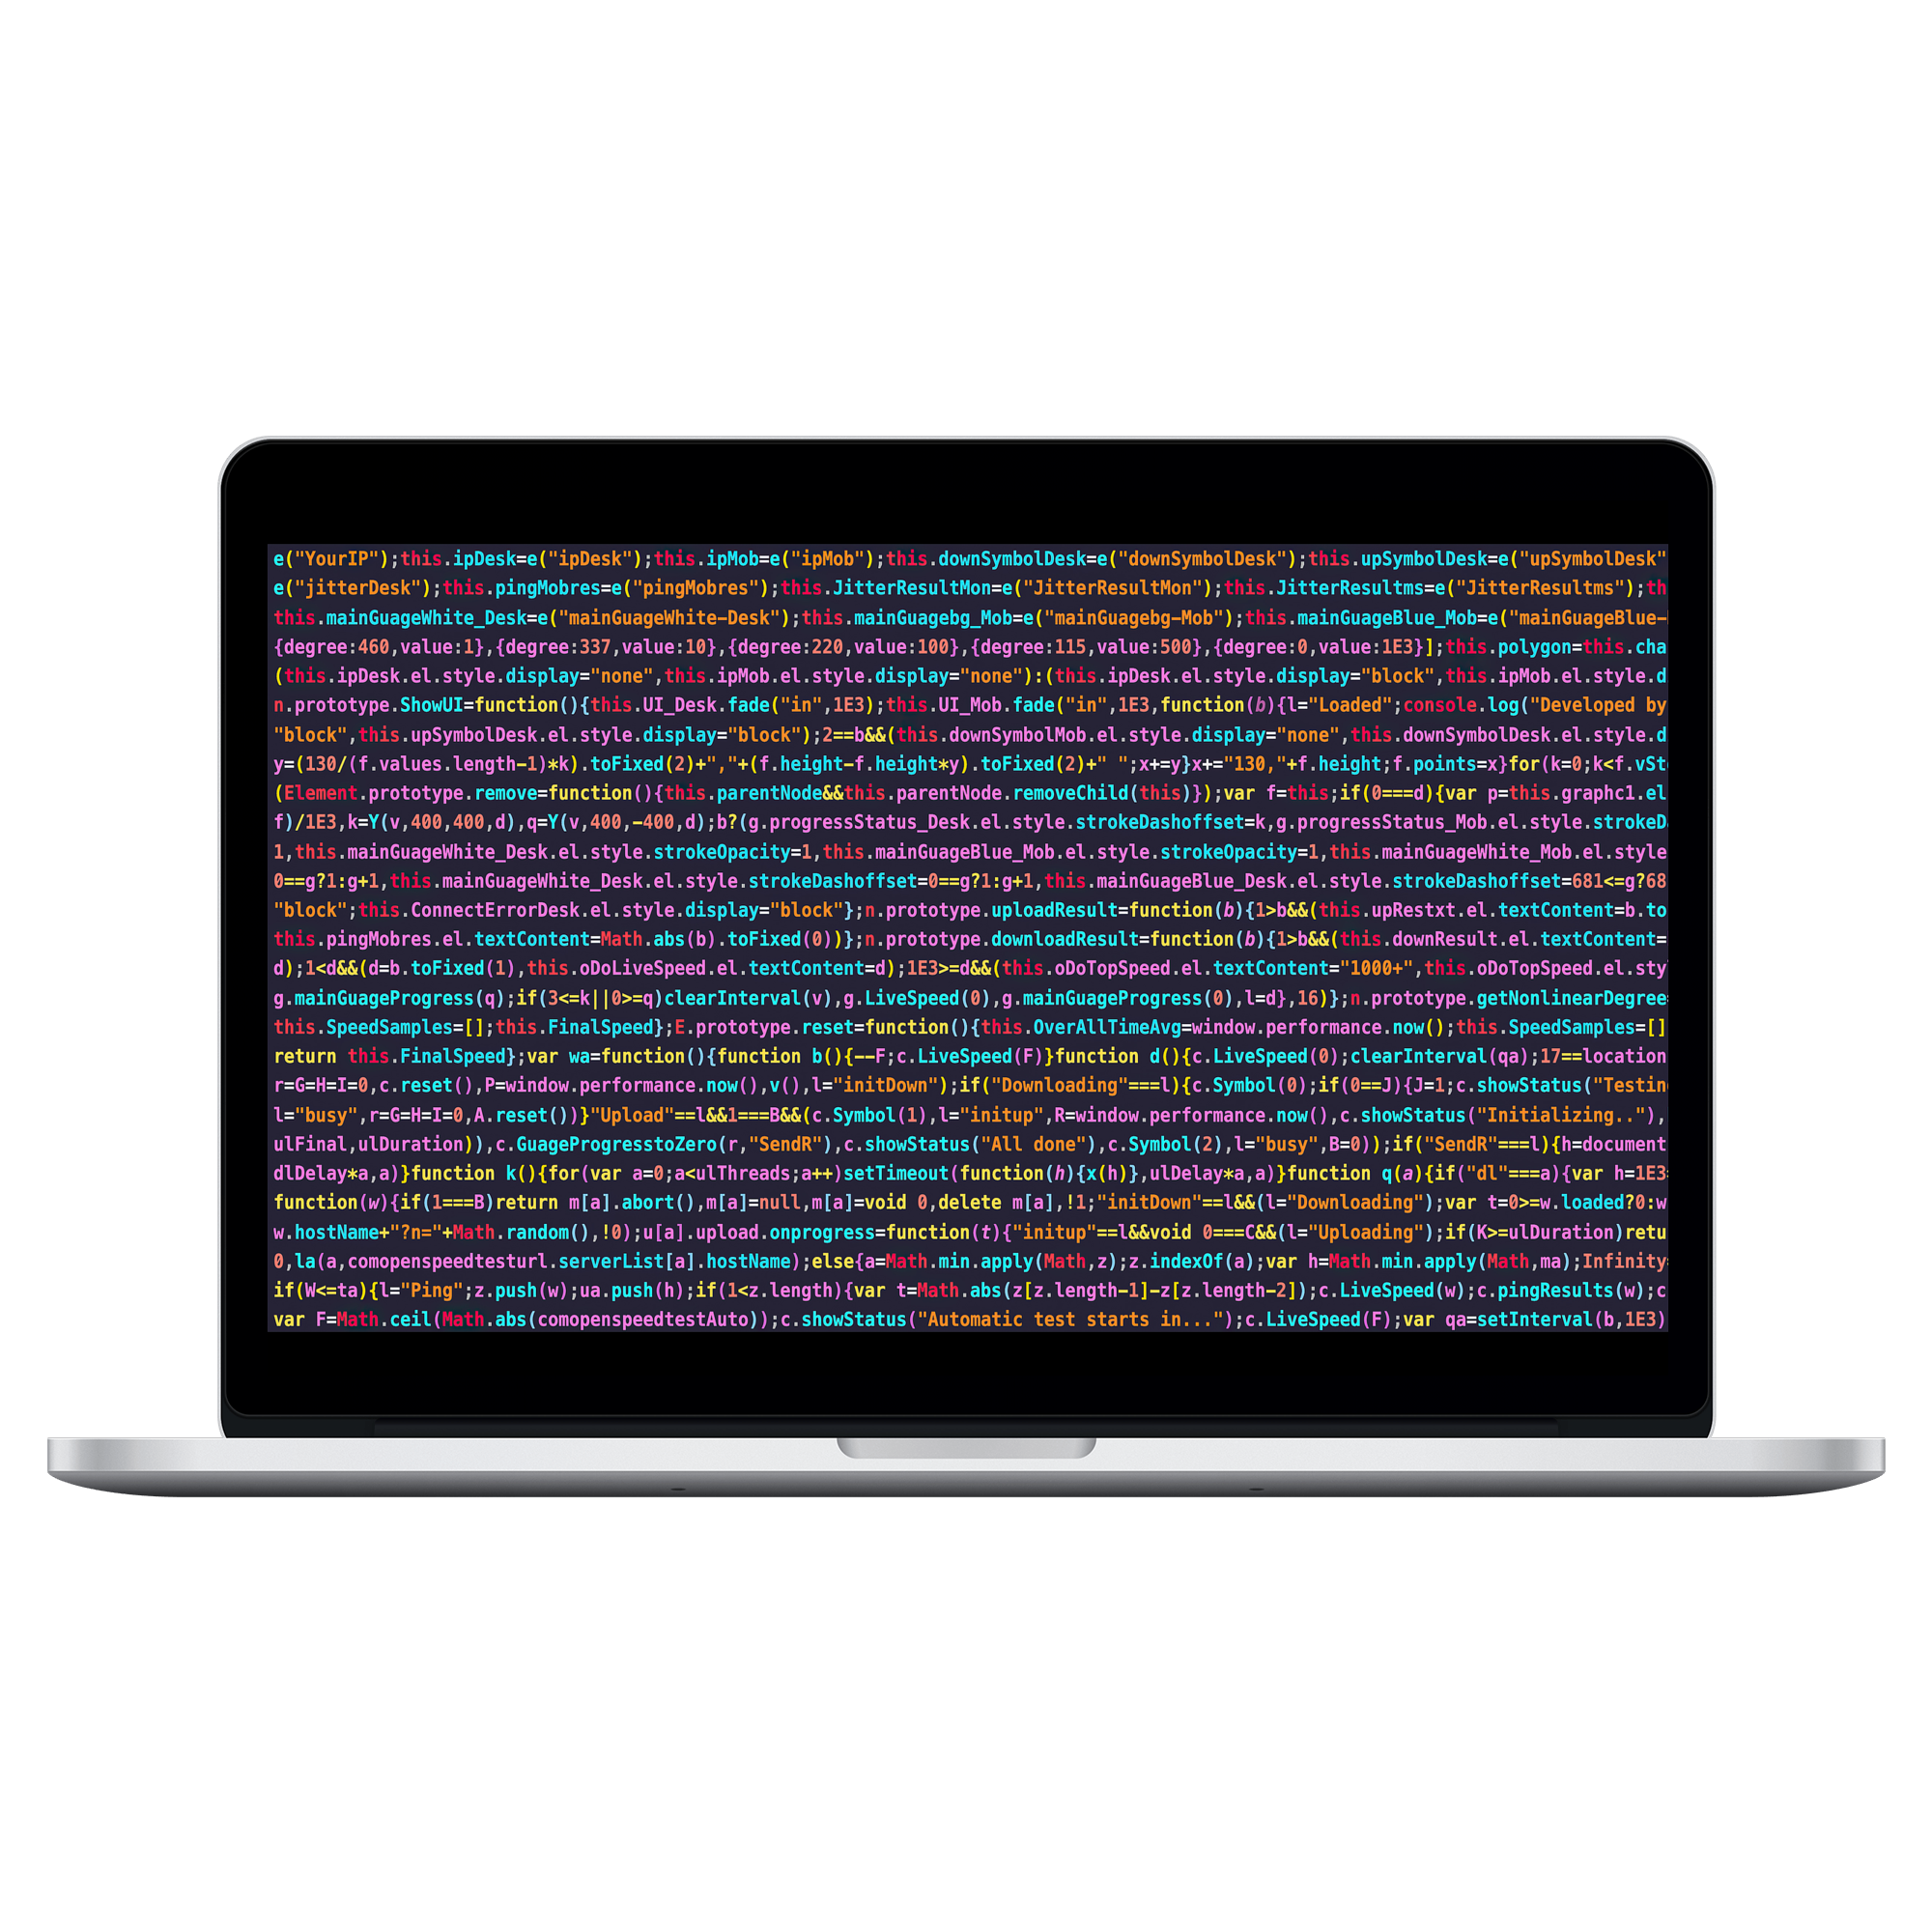 e("YourIP");this.ipDesk=e("ipDesk");this.ipMob=e("ipMob");this.downSymbolDesk=e("downSymbolDesk");this.upSymbolDesk=e("upSymbolDesk"
e("jitterDesk");this.pingMobres=e("pingMobres");this.JitterResultMon=e("JitterResultMon");this.JitterResultms=e("JitterResultms");th
this.mainGuageWhite_Desk=e("mainGuageWhite-Desk");this.mainGuagebg_Mob=e("mainGuagebg-Mob");this.mainGuageBlue_Mob=e("mainGuageBlue-
{degree:460,value:1},{degree:337,value:10},{degree:220,value:100},{degree:115,value:500},{degree:0,value:1E3}];this.polygon=this.cha
(this.ipDesk.el.style.display="none",this.ipMob.el.style.display="none"):(this.ipDesk.el.style.display="block",this.ipMob.el.style.d
n.prototype.ShowUI=function(){this.UI_Desk.fade("in",1E3);this.UI_Mob.fade("in",1E3,function(b){l="Loaded";console.log("Developed by
"block",this.upSymbolDesk.el.style.display="block");2==b&&(this.downSymbolMob.el.style.display="none",this.downSymbolDesk.el.style.d
y=(130/(f.values.length-1)*k).toFixed(2)+","+(f.height-f.height*y).toFixed(2)+" ";x+=y}x+="130,"+f.height;f.points=x}for(k=0;k<f.vSt
(Element.prototype.remove=function(){this.parentNode&&this.parentNode.removeChild(this)});var f=this;if(0===d){var p=this.graphc1.el
f)/1E3,k=Y(v,400,400,d),q=Y(v,400,-400,d);b?(g.progressStatus_Desk.el.style.strokeDashoffset=k,g.progressStatus_Mob.el.style.strokeD
1,this.mainGuageWhite_Desk.el.style.strokeOpacity=1,this.mainGuageBlue_Mob.el.style.strokeOpacity=1,this.mainGuageWhite_Mob.el.style
0==g?1:g+1,this.mainGuageWhite_Desk.el.style.strokeDashoffset=0==g?1:g+1,this.mainGuageBlue_Desk.el.style.strokeDashoffset=681<=g?68
"block";this.ConnectErrorDesk.el.style.display="block"};n.prototype.uploadResult=function(b){1>b&&(this.upRestxt.el.textContent=b.to
this.pingMobres.el.textContent=Math.abs(b).toFixed(0))};n.prototype.downloadResult=function(b){1>b&&(this.downResult.el.textContent=
d);1<d&&(d=b.toFixed(1),this.oDoLiveSpeed.el.textContent=d);1E3>=d&&(this.oDoTopSpeed.el.textContent="1000+",this.oDoTopSpeed.el.sty
g.mainGuageProgress(q);if(3<=k||0>=q)clearInterval(v),g.LiveSpeed(0),g.mainGuageProgress(0),l=d},16)};n.prototype.getNonlinearDegree=
this.SpeedSamples=[];this.FinalSpeed};E.prototype.reset=function(){this.OverAllTimeAvg=window.performance.now();this.SpeedSamples=[]
return this.FinalSpeed};var wa=function(){function b(){--F;c.LiveSpeed(F)}function d(){c.LiveSpeed(0);clearInterval(qa);17==location
r=G=H=I=0,c.reset(),P=window.performance.now(),v(),l="initDown");if("Downloading"===l){c.Symbol(0);if(0==J){J=1;c.showStatus("Testin
l="busy",r=G=H=I=0,A.reset())}"Upload"==l&&1===B&&(c.Symbol(1),l="initup",R=window.performance.now(),c.showStatus("Initializing.."),
ulFinal,ulDuration)),c.GuageProgresstoZero(r,"SendR"),c.showStatus("All done"),c.Symbol(2),l="busy",B=0));if("SendR"===l){h=document
dlDelay*a,a)}function k(){for(var a=0;a<ulThreads;a++)setTimeout(function(h){x(h)},ulDelay*a,a)}function q(a){if("dl"===a){var h=1E3=
function(w){if(1===B)return m[a].abort(),m[a]=null,m[a]=void 0,delete m[a],!1;"initDown"==l&&(l="Downloading");var t=0>=w.loaded?0:w
w.hostName+"?n="+Math.random(),!0);u[a].upload.onprogress=function(t){"initup"==l&&void 0===C&&(l="Uploading");if(K>=ulDuration)retu
0,la(a,comopenspeedtesturl.serverList[a].hostName);else{a=Math.min.apply(Math,z);z.indexOf(a);var h=Math.min.apply(Math,ma);Infinity=
if(W<=ta){l="Ping";z.push(w);ua.push(h);if(1<z.length){var t=Math.abs(z[z.length-1]-z[z.length-2]);c.LiveSpeed(w);c.pingResults(w);c
var F=Math.ceil(Math.abs(comopenspeedtestAuto));c.showStatus("Automatic test starts in...");c.LiveSpeed(F);var qa=setInterval(b,1E3)